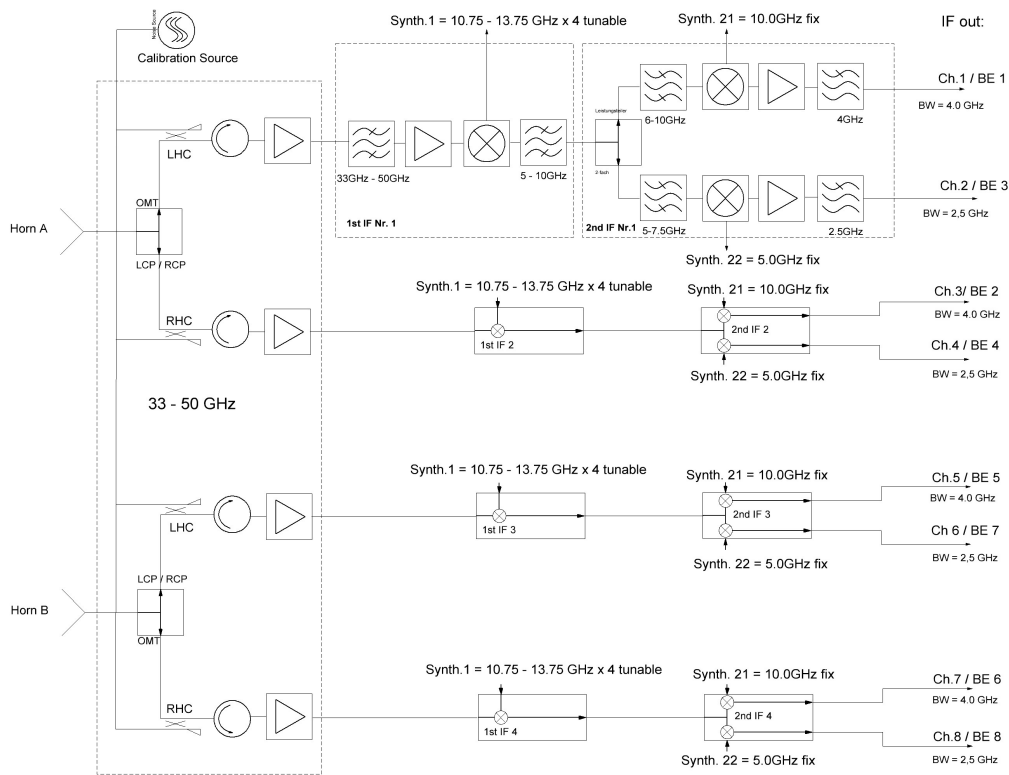 Synth.1 = 10.75 - 13.75 GHz x 4 tunable
Synth. 21 = 10.0GHz fix
IF out:
Noise Source
Calibration Source
Ch.1 / BE 1
BW = 4.0 GHz
Leistungsteiler
2-fach
6-10GHz
4GHz
LHC
33GHz - 50GHz
5 - 10GHz
Ch.2 / BE 3
BW = 2,5 GHz
OMT
Horn A
1st IF Nr. 1
2nd IF Nr.1
5-7.5GHz
2.5GHz
LCP / RCP
Synth. 22 = 5.0GHz fix
Synth.1 = 10.75 - 13.75 GHz x 4 tunable
Synth. 21 = 10.0GHz fix
Ch.3/ BE 2
BW = 4.0 GHz
RHC
1st IF 2
2nd IF 2
Ch.4 / BE 4
BW = 2,5 GHz
Synth. 22 = 5.0GHz fix
33 - 50 GHz
Synth.1 = 10.75 - 13.75 GHz x 4 tunable
Synth. 21 = 10.0GHz fix
Ch.5 / BE 5
BW = 4.0 GHz
LHC
1st IF 3
2nd IF 3
Ch 6 / BE 7
BW = 2,5 GHz
Synth. 22 = 5.0GHz fix
LCP / RCP
Horn B
OMT
Synth.1 = 10.75 - 13.75 GHz x 4 tunable
Synth. 21 = 10.0GHz fix
Ch.7 / BE 6
BW = 4.0 GHz
RHC
1st IF 4
2nd IF 4
Ch.8 / BE 8
BW = 2,5 GHz
Synth. 22 = 5.0GHz fix